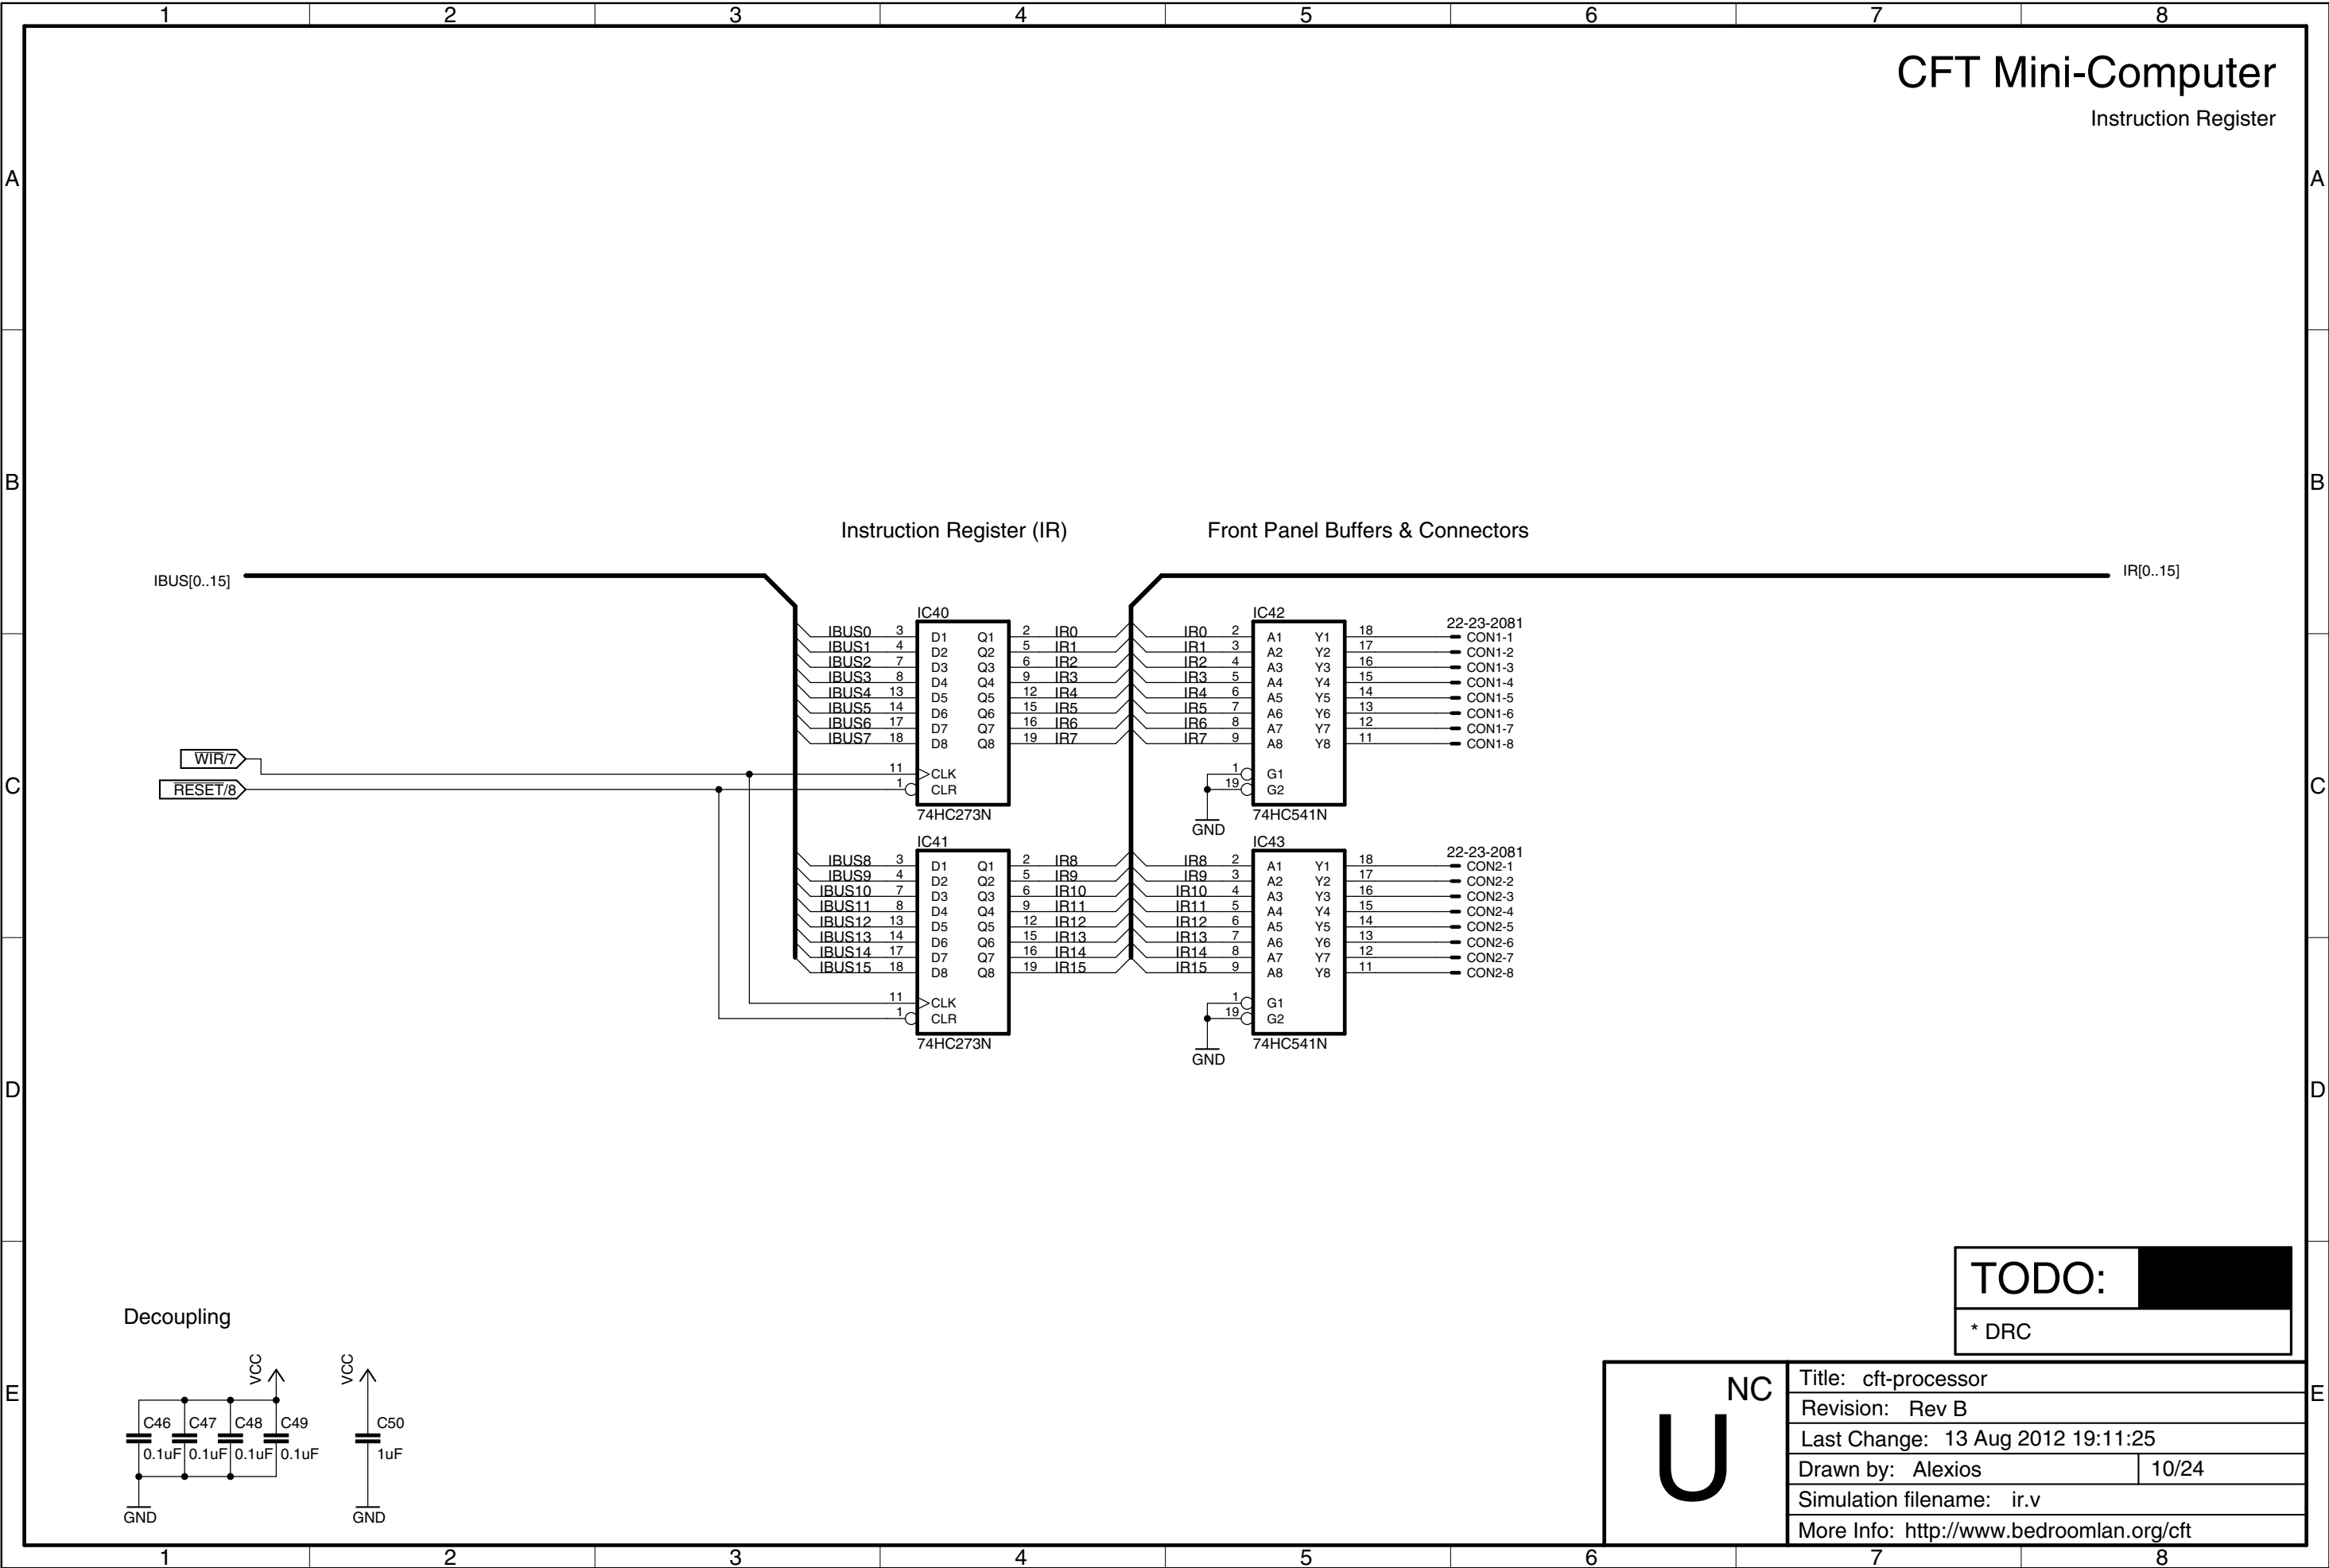 1 2 3 4 5 6 7 8
CFT Mini-Computer
Instruction Register
A A
B B
Instruction Register (IR) Front Panel Buffers & Connectors
IBUS[0..15] IR[0..15]
IC40 IC42
22-23-2081
IBUS0 3 D1 Q1 2 IR0 IR0 2 A1 Y1 18 CON1-1
IBUS1 4 D2 Q2 5 IR1 IR1 3 A2 Y2 17 CON1-2
IBUS2 7 D3 Q3 6 IR2 IR2 4 A3 Y3 16 CON1-3
IBUS3 8 D4 Q4 9 IR3 IR3 5 A4 Y4 15 CON1-4
IBUS4 13 D5 Q5 12 IR4 IR4 6 A5 Y5 14 CON1-5
IBUS5 14 D6 Q6 15 IR5 IR5 7 A6 Y6 13 CON1-6
IBUS6 17 D7 Q7 16 IR6 IR6 8 A7 Y7 12 CON1-7
IBUS7 18 D8 Q8 19 IR7 IR7 9 A8 Y8 11 CON1-8
WIR/7
11 CLK 1 G1
C RESET/8 1 CLR 19 G2 C
74HC273N 74HC541N
GND
IC41 IC43
22-23-2081
IBUS8 3 D1 Q1 2 IR8 IR8 2 A1 Y1 18 CON2-1
IBUS9 4 D2 Q2 5 IR9 IR9 3 A2 Y2 17 CON2-2
IBUS10 7 D3 Q3 6 IR10 IR10 4 A3 Y3 16 CON2-3
IBUS11 8 D4 Q4 9 IR11 IR11 5 A4 Y4 15 CON2-4
IBUS12 13 D5 Q5 12 IR12 IR12 6 A5 Y5 14 CON2-5
IBUS13 14 D6 Q6 15 IR13 IR13 7 A6 Y6 13 CON2-6
IBUS14 17 D7 Q7 16 IR14 IR14 8 A7 Y7 12 CON2-7
IBUS15 18 D8 Q8 19 IR15 IR15 9 A8 Y8 11 CON2-8
11 CLK 1 G1
1 CLR 19 G2
74HC273N 74HC541N
GND
D D
TODO:
* DRC
Decoupling
VCC VCC
C46 C47 C48 C49 C50
0.1uF 0.1uF 0.1uF 0.1uF 1uF
GND GND
E E
NC
U
Title: cft-processor
Revision: Rev B
Last Change: 13 Aug 2012 19:11:25
Drawn by: Alexios 10/24
Simulation filename: ir.v
More Info: http://www.bedroomlan.org/cft
1 2 3 4 5 6 7 8